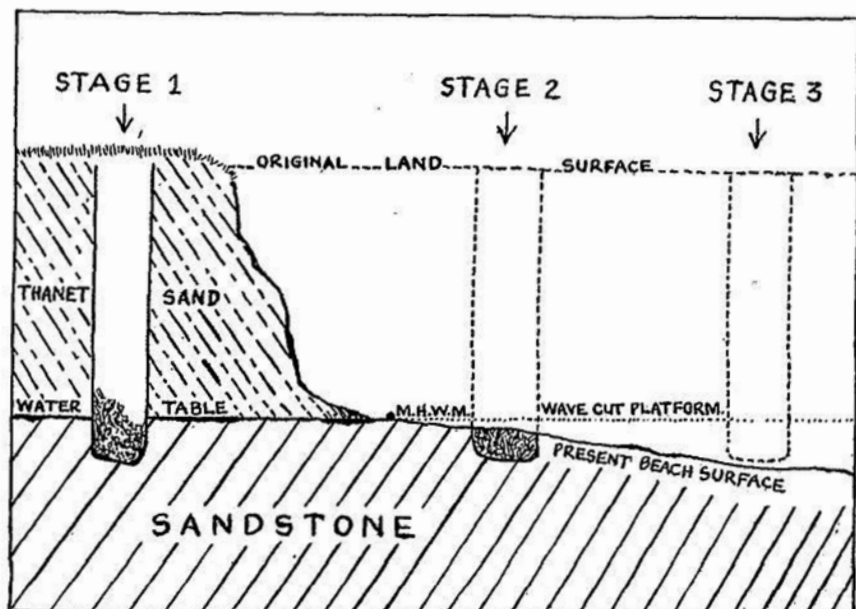 STAGE 1
STAGE 2
STAGE 3
ORIGINAL LAND SURFACE
THANET SAND
WATER TABLE
M.H.W.M.
WAVE CUT PLATFORM.
PRESENT BEACH SURFACE
SANDSTONE